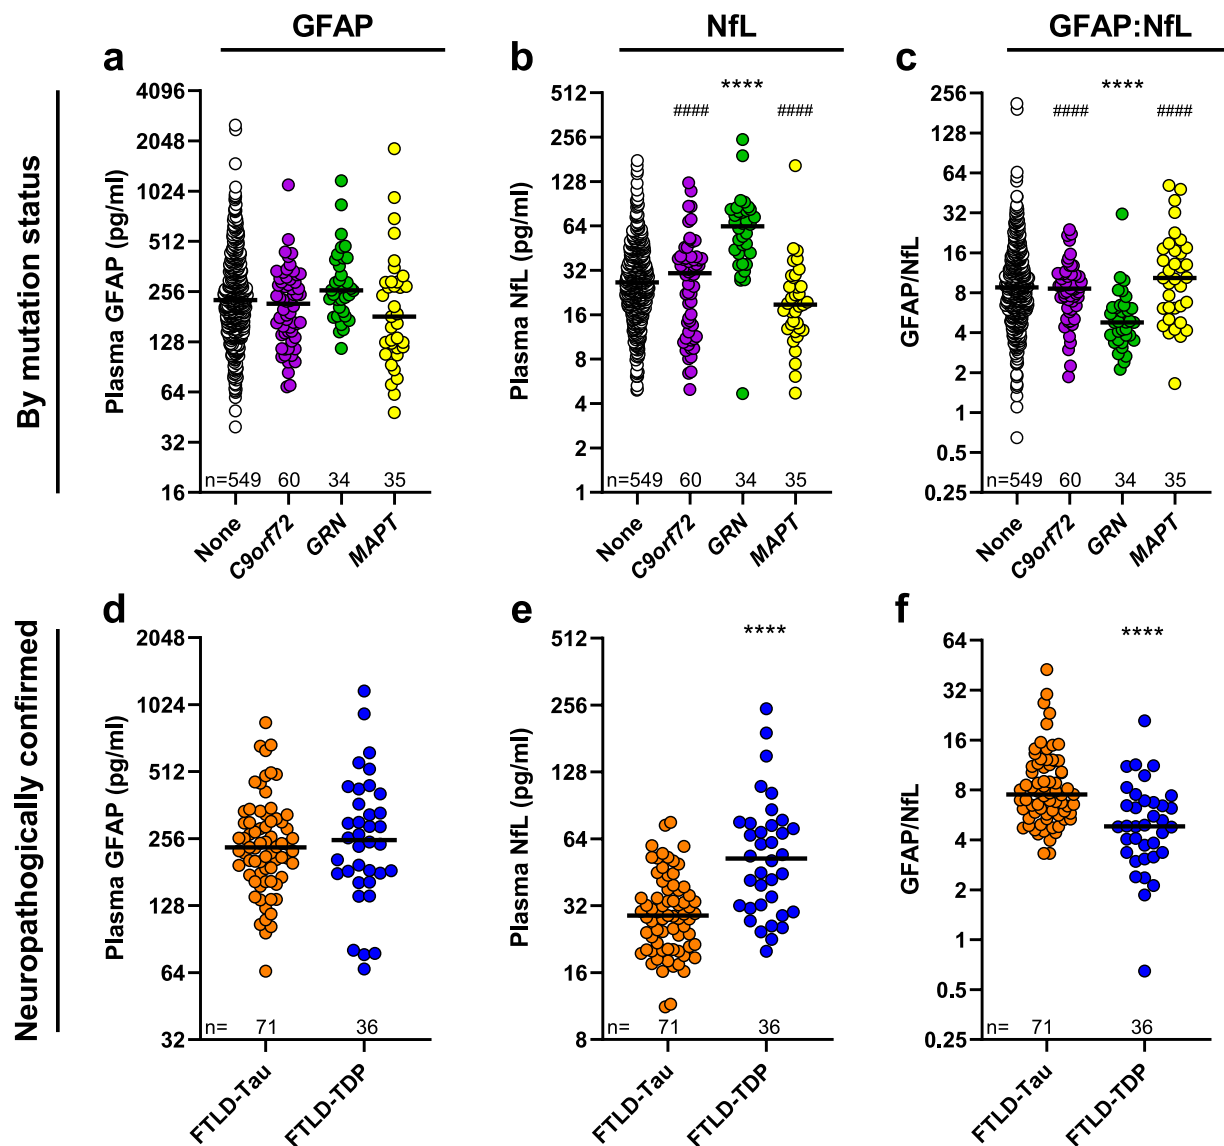 GFAP NfL GFAP:NfL
By mutation status
a
Plasma GFAP (pg/ml)
4096
2048
1024
512
256
128
64
32
16
n=549 60 34 35
None C9orf72 GRN MAPT
b
Plasma NfL (pg/ml)
512
256
128
64
32
16
8
4
2
1
****
#### ####
n=549 60 34 35
None C9orf72 GRN MAPT
c
GFAP/NfL
256
128
64
32
16
8
4
2
1
0.5
0.25
****
#### ####
n=549 60 34 35
None C9orf72 GRN MAPT
Neuropathologically confirmed
d
Plasma GFAP (pg/ml)
2048
1024
512
256
128
64
32
n= 71 36
FTLD-Tau FTLD-TDP
e
Plasma NfL (pg/ml)
512
256
128
64
32
16
8
****
n= 71 36
FTLD-Tau FTLD-TDP
f
GFAP/NfL
64
32
16
8
4
2
1
0.5
0.25
****
n= 71 36
FTLD-Tau FTLD-TDP